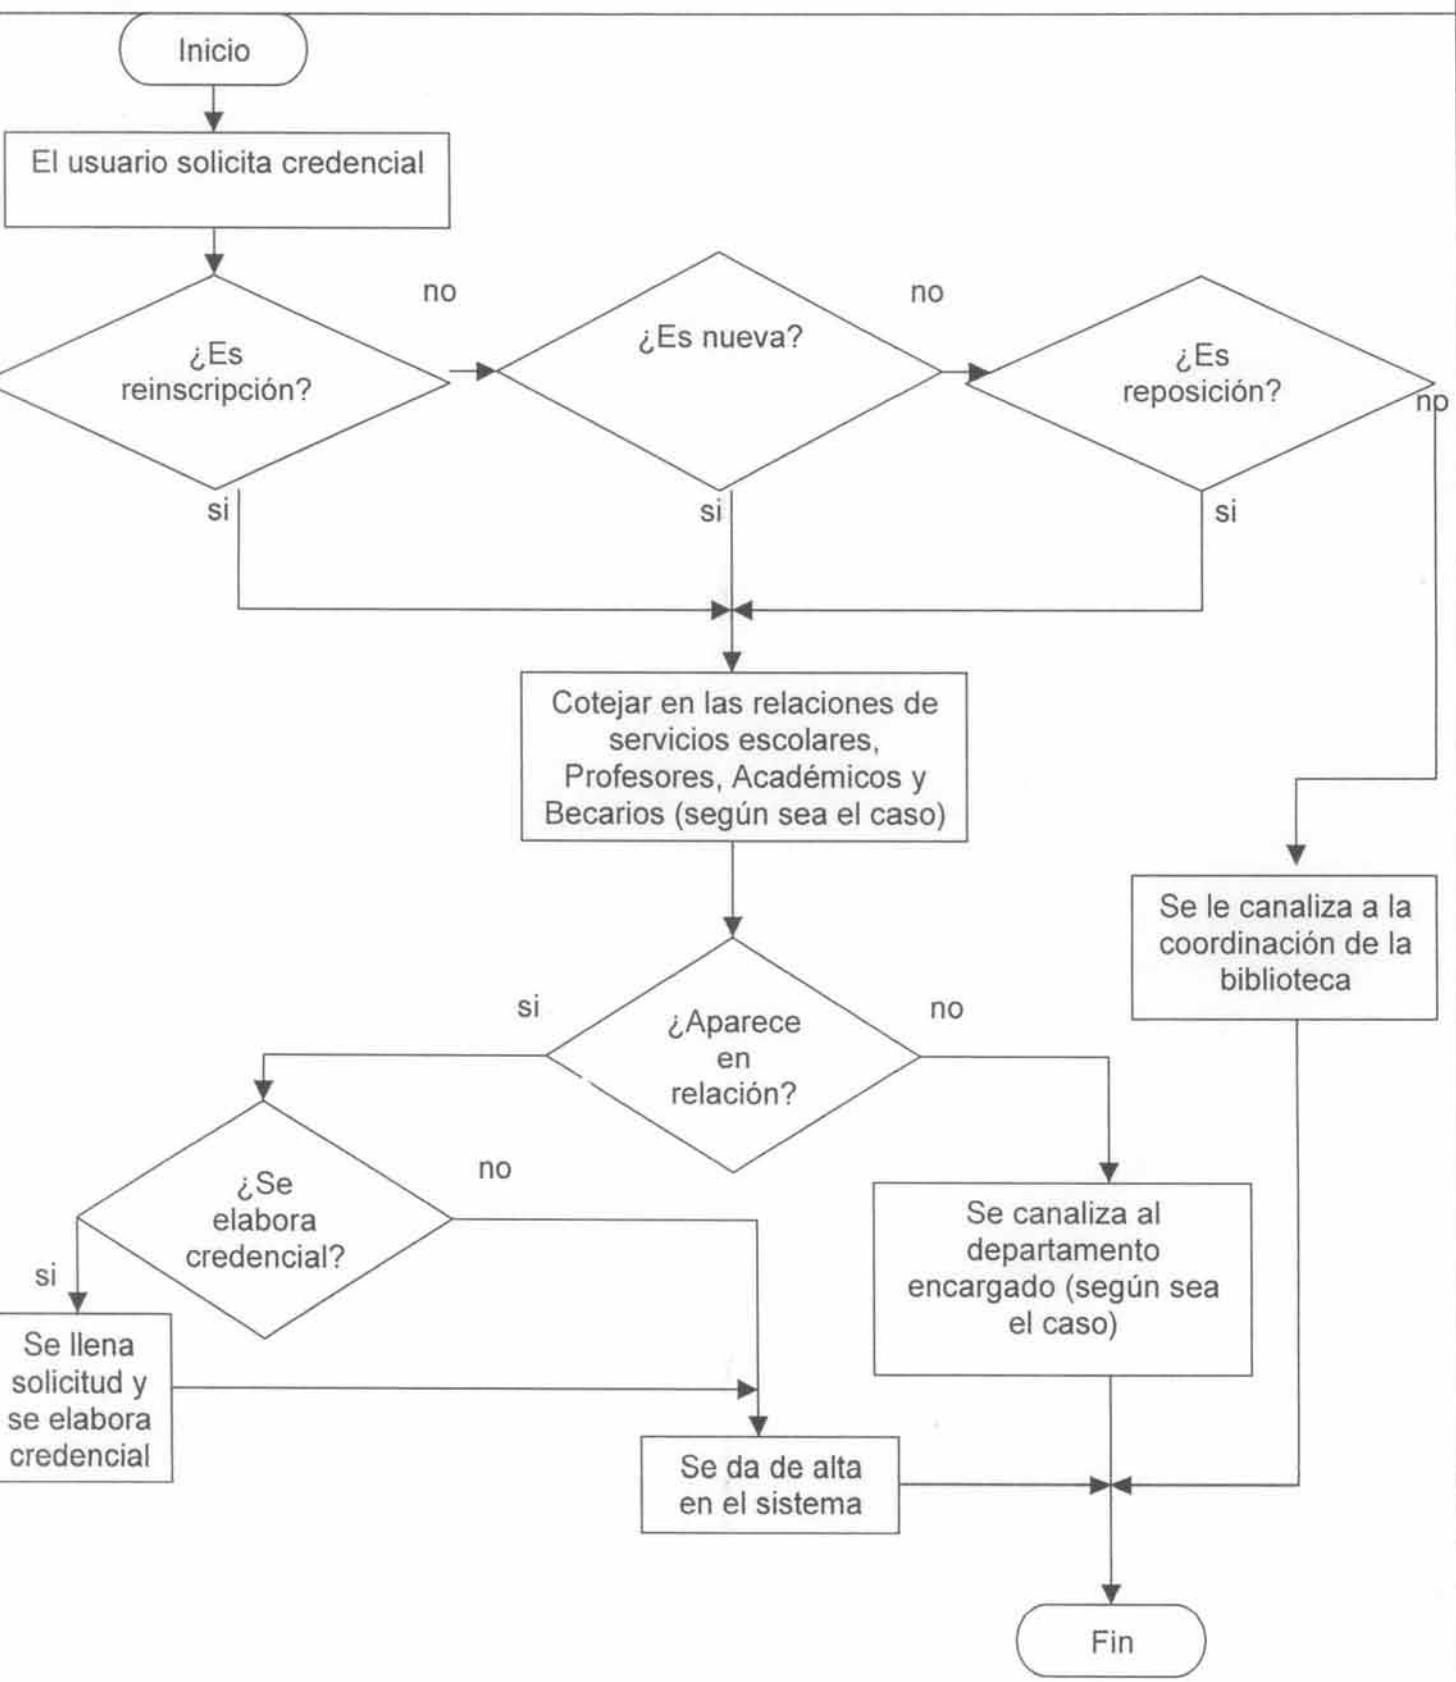 Inicio
El usuario solicita credencial
no
no
¿Es
reinscripción?
¿Es nueva?
¿Es
reposición?
no
si
si
si
Cotejar en las relaciones de
servicios escolares,
Profesores, Académicos y
Becarios (según sea el caso)
Se le canaliza a la
coordinación de la
biblioteca
si
no
¿Aparece
en
relación?
no
¿Se
elabora
credencial?
si
Se canaliza al
departamento
encargado (según sea
el caso)
Se llena
solicitud y
se elabora
credencial
Se da de alta
en el sistema
Fin